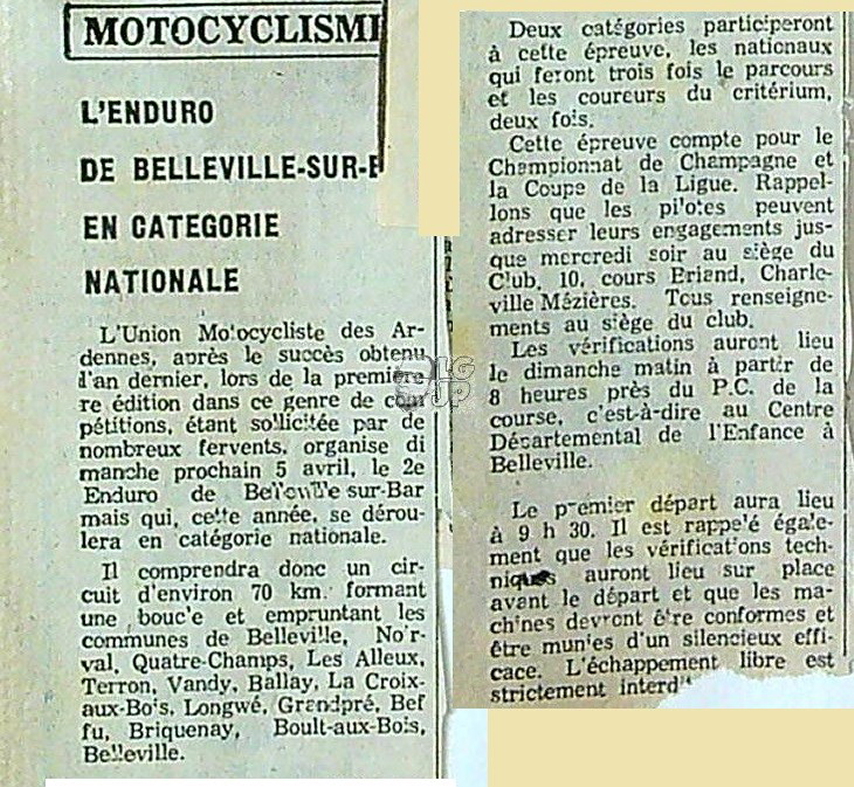 MOTOCYCLISME
L'ENDURO
DE BELLEVILLE-SUR-B
EN CATEGORIE
NATIONALE
L'Union Motocycliste des Ar-
dennes, après le succès obtenu
l'an dernier, lors de la première
re édition dans ce genre de com
pétitions, étant sollicitée par de
nombreux fervents, organise di
manche prochain 5 avril, le 2e
Enduro de Belleville-sur-Bar
mais qui, cette année, se dérou-
lera en catégorie nationale.
Il comprendra donc un cir-
cuit d'environ 70 km. formant
une boucle et empruntant les
communes de Belleville, Noir-
val, Quatre-Champs, Les Alleux,
Terron, Vandy, Ballay, La Croix-
aux-Bois, Longwé, Grandpré, Bef
fu, Briquenay, Boult-aux-Bois,
Belleville.
Deux catégories participeront
à cette épreuve, les nationaux
qui feront trois fois le parcours
et les coureurs du critérium,
deux fois.
Cette épreuve compte pour le
Championnat de Champagne et
la Coupe de la Ligue. Rappel-
lons que les pilotes peuvent
adresser leurs engagements jus-
que mercredi soir au siège du
Club, 10, cours Briand, Charle-
ville Mézières. Tous renseigne-
ments au siège du club.
Les vérifications auront lieu
le dimanche matin à partir de
8 heures près du P.C. de la
course, c'est-à-dire au Centre
Départemental de l'Enfance à
Belleville.
Le premier départ aura lieu
à 9 h 30. Il est rappelé égale-
ment que les vérifications tech-
niques auront lieu sur place
avant le départ et que les ma-
chines devront être conformes et
être munies d'un silencieux effi-
cace. L'échappement libre est
strictement interdit